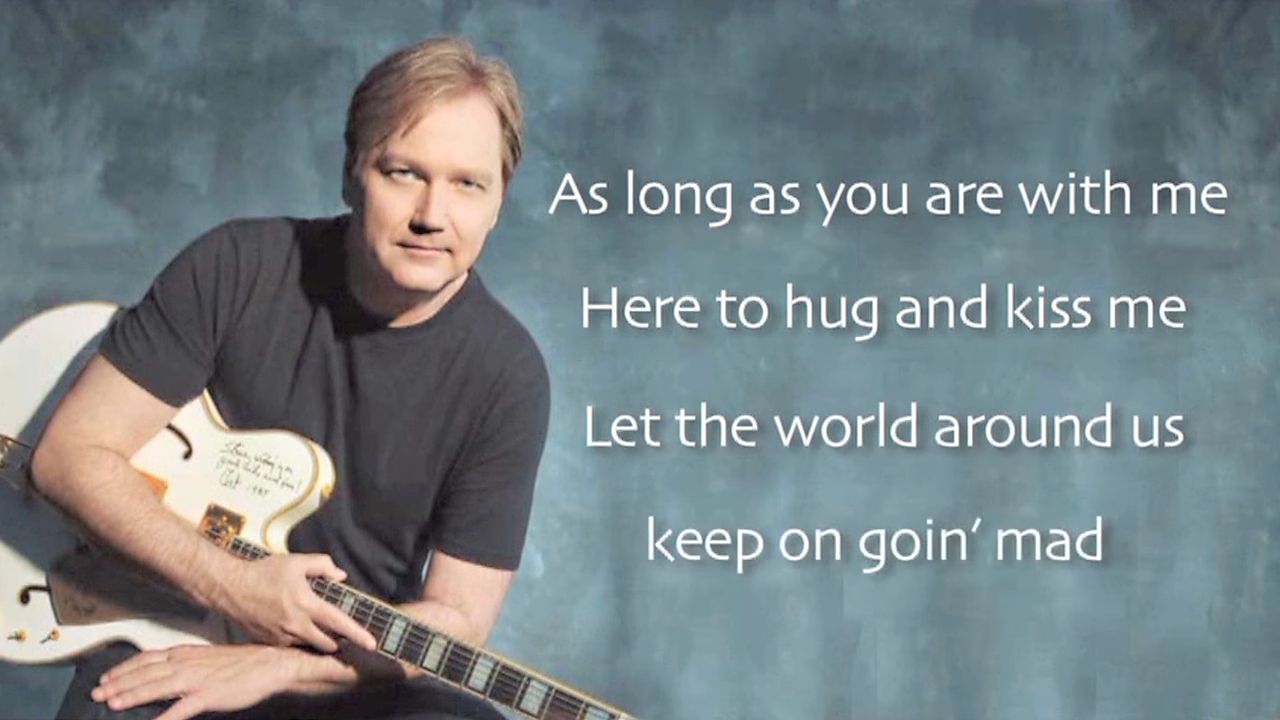 As long as you are with me
Here to hug and kiss me
Let the world around us
keep on goin’ mad